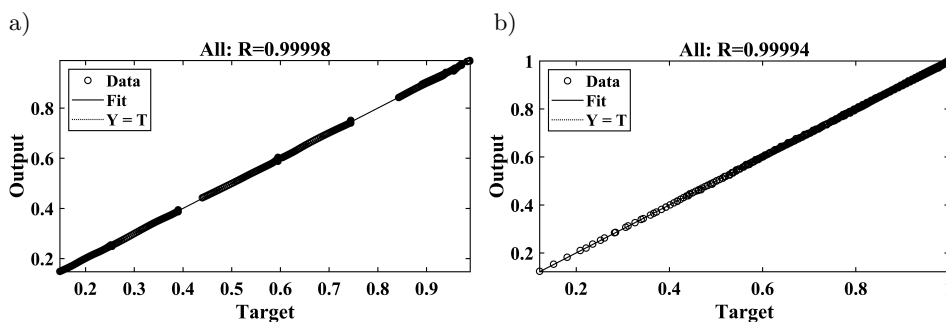 a)
All: R=0.99998
Data
Fit
Y = T
Output
0.8
0.6
0.4
0.2
0.2 0.3 0.4 0.5 0.6 0.7 0.8 0.9
Target
b)
All: R=0.99994
Data
Fit
Y = T
Output
1
0.8
0.6
0.4
0.2
0.2 0.4 0.6 0.8
Target